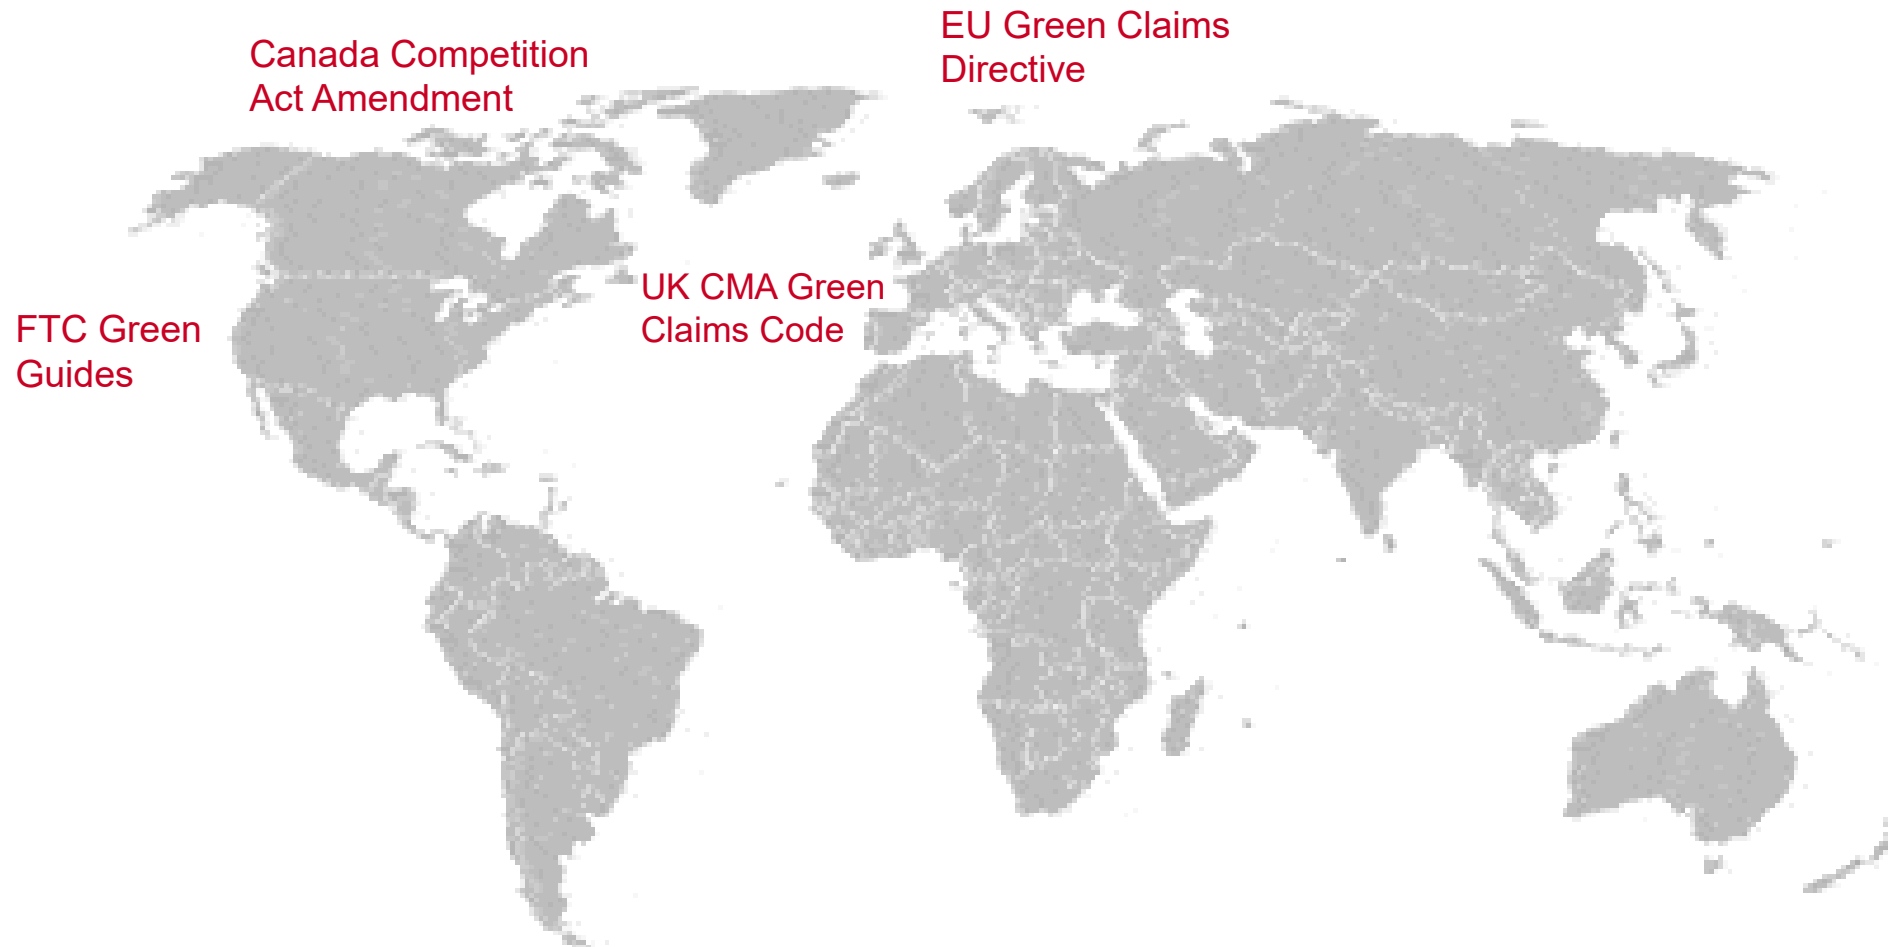 EU Green Claims
Directive
Canada Competition
Act Amendment
UK CMA Green
Claims Code
FTC Green
Guides